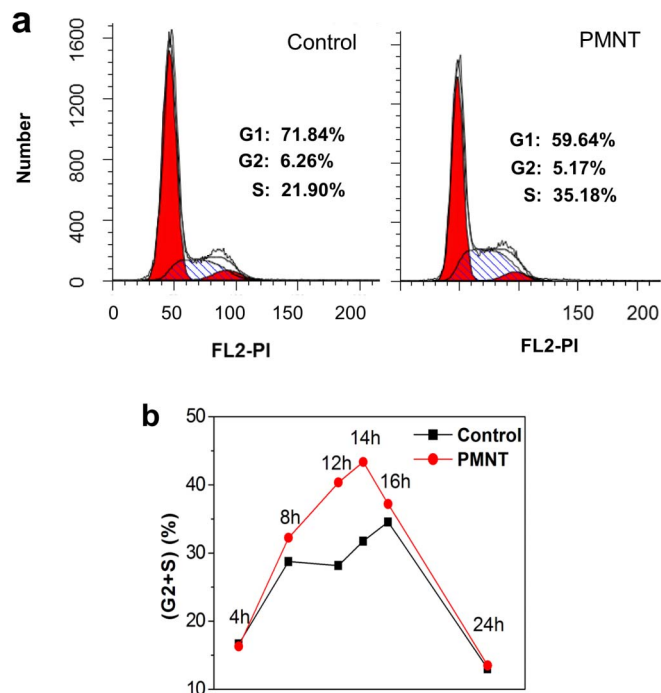 a
Control
PMNT
1600
1200
800
400
0
Number
G1: 71.84%
G2: 6.26%
S: 21.90%
G1: 59.64%
G2: 5.17%
S: 35.18%
0 50 100 150 200
150 200
FL2-PI
FL2-PI
b
50
40
30
20
10
(G2+S) (%)
Control
PMNT
4h
8h
12h
14h
16h
24h